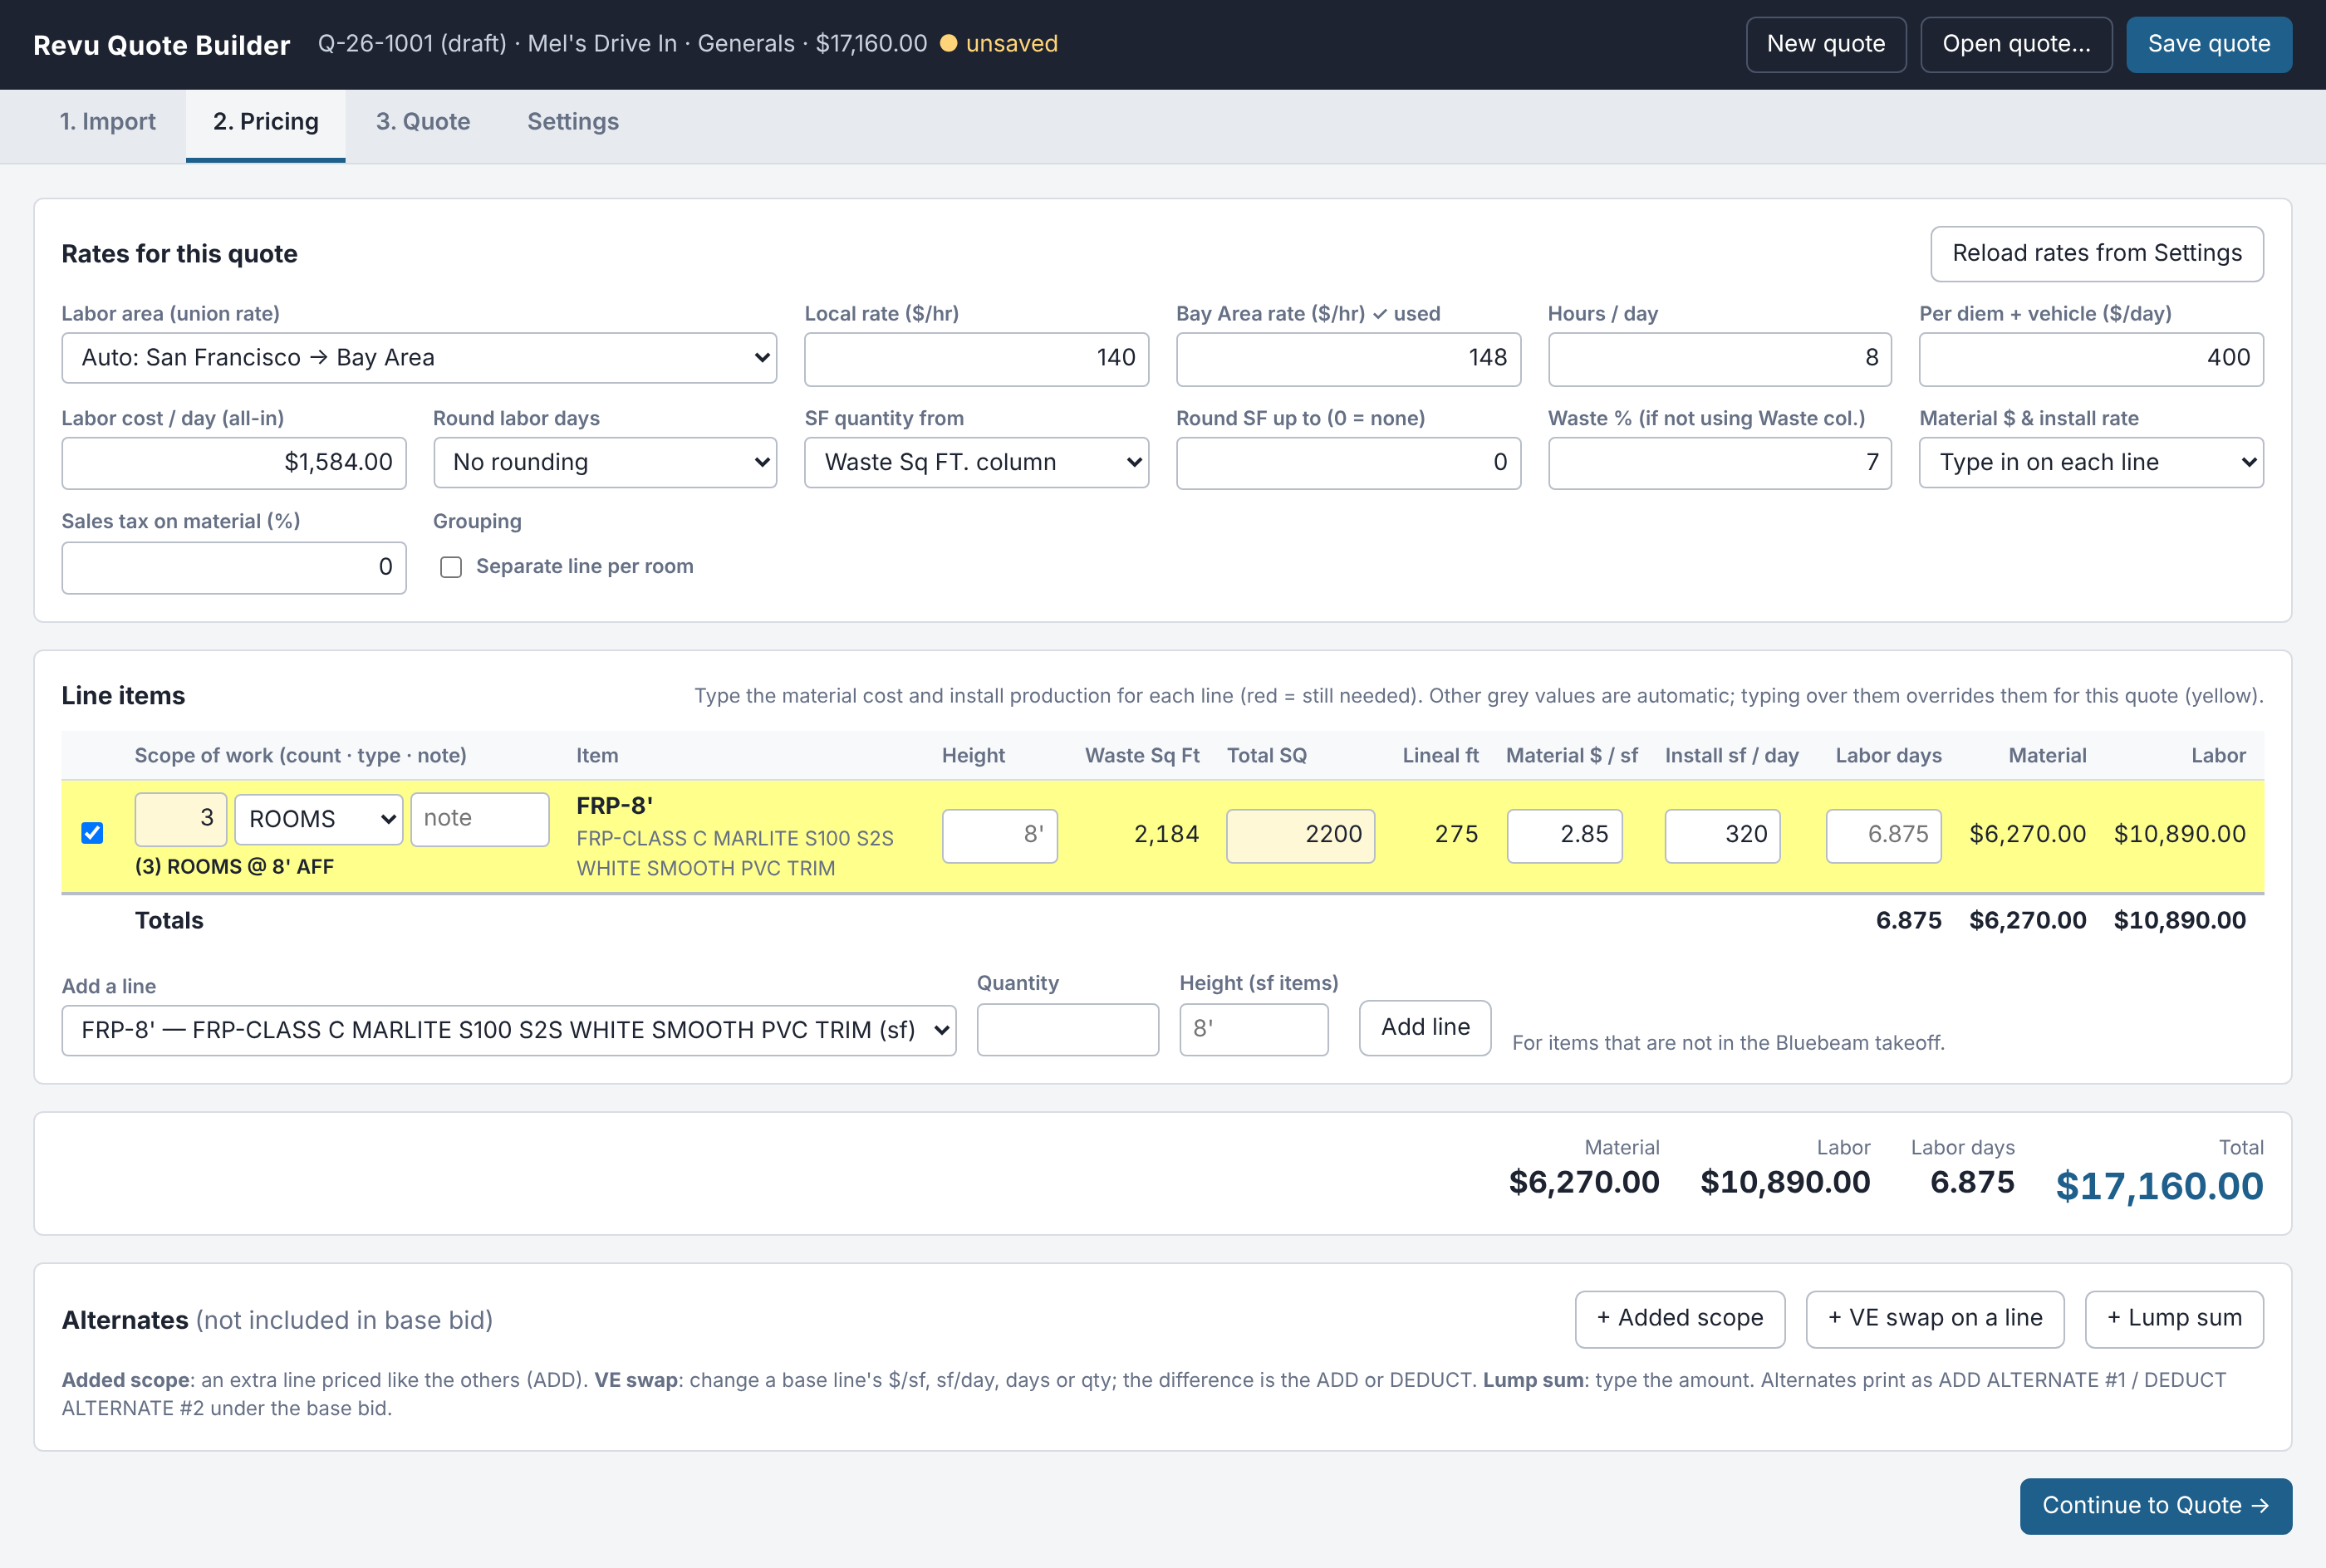 Revu Quote Builder Q-26-1001 (draft) · Mel's Drive In · Generals · $17,160.00 unsaved New quote Open quote... Save quote
1. Import 2. Pricing 3. Quote Settings
Rates for this quote Reload rates from Settings
Labor area (union rate) Local rate ($/hr) Bay Area rate ($/hr) ✓ used Hours / day Per diem + vehicle ($/day)
Auto: San Francisco → Bay Area 140 148 8 400
Labor cost / day (all-in) Round labor days SF quantity from Round SF up to (0 = none) Waste % (if not using Waste col.) Material $ & install rate
$1,584.00 No rounding Waste Sq FT. column 0 7 Type in on each line
Sales tax on material (%) Grouping
0 Separate line per room
Line items Type the material cost and install production for each line (red = still needed). Other grey values are automatic; typing over them overrides them for this quote (yellow).
Scope of work (count · type · note) Item Height Waste Sq Ft Total SQ Lineal ft Material $ / sf Install sf / day Labor days Material Labor
3 ROOMS note FRP-8' 8' 2,184 2200 275 2.85 320 6.875 $6,270.00 $10,890.00
FRP-CLASS C MARLITE S100 S2S
(3) ROOMS @ 8' AFF WHITE SMOOTH PVC TRIM
Totals 6.875 $6,270.00 $10,890.00
Add a line Quantity Height (sf items)
FRP-8' — FRP-CLASS C MARLITE S100 S2S WHITE SMOOTH PVC TRIM (sf) 8' Add line For items that are not in the Bluebeam takeoff.
Material Labor Labor days Total
$6,270.00 $10,890.00 6.875 $17,160.00
Alternates (not included in base bid) + Added scope + VE swap on a line + Lump sum
Added scope: an extra line priced like the others (ADD). VE swap: change a base line's $/sf, sf/day, days or qty; the difference is the ADD or DEDUCT. Lump sum: type the amount. Alternates print as ADD ALTERNATE #1 / DEDUCT
ALTERNATE #2 under the base bid.
Continue to Quote →